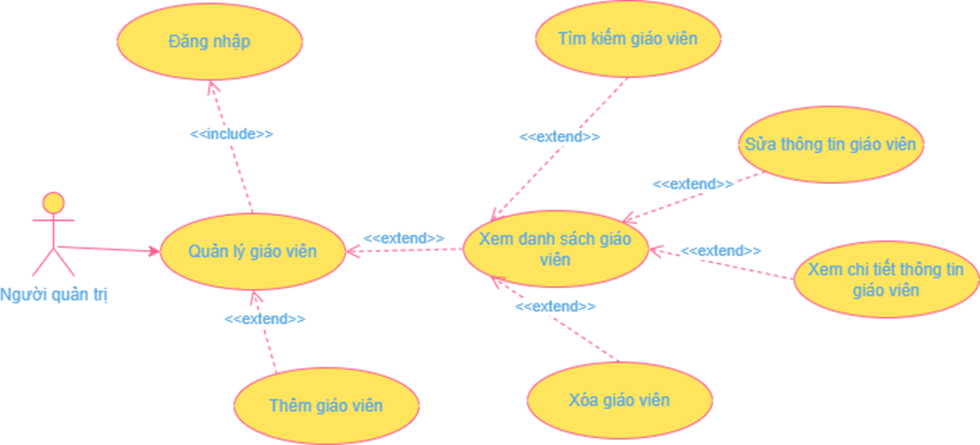 Đăng nhập
Tìm kiếm giáo viên
<<include>>
<<extend>>
Sửa thông tin giáo viên
<<extend>>
Quản lý giáo viên
<<extend>>
Xem danh sách giáo
viên
<<extend>>
Xem chi tiết thông tin
giáo viên
Người quản trị
<<extend>>
<<extend>>
Thêm giáo viên
Xóa giáo viên